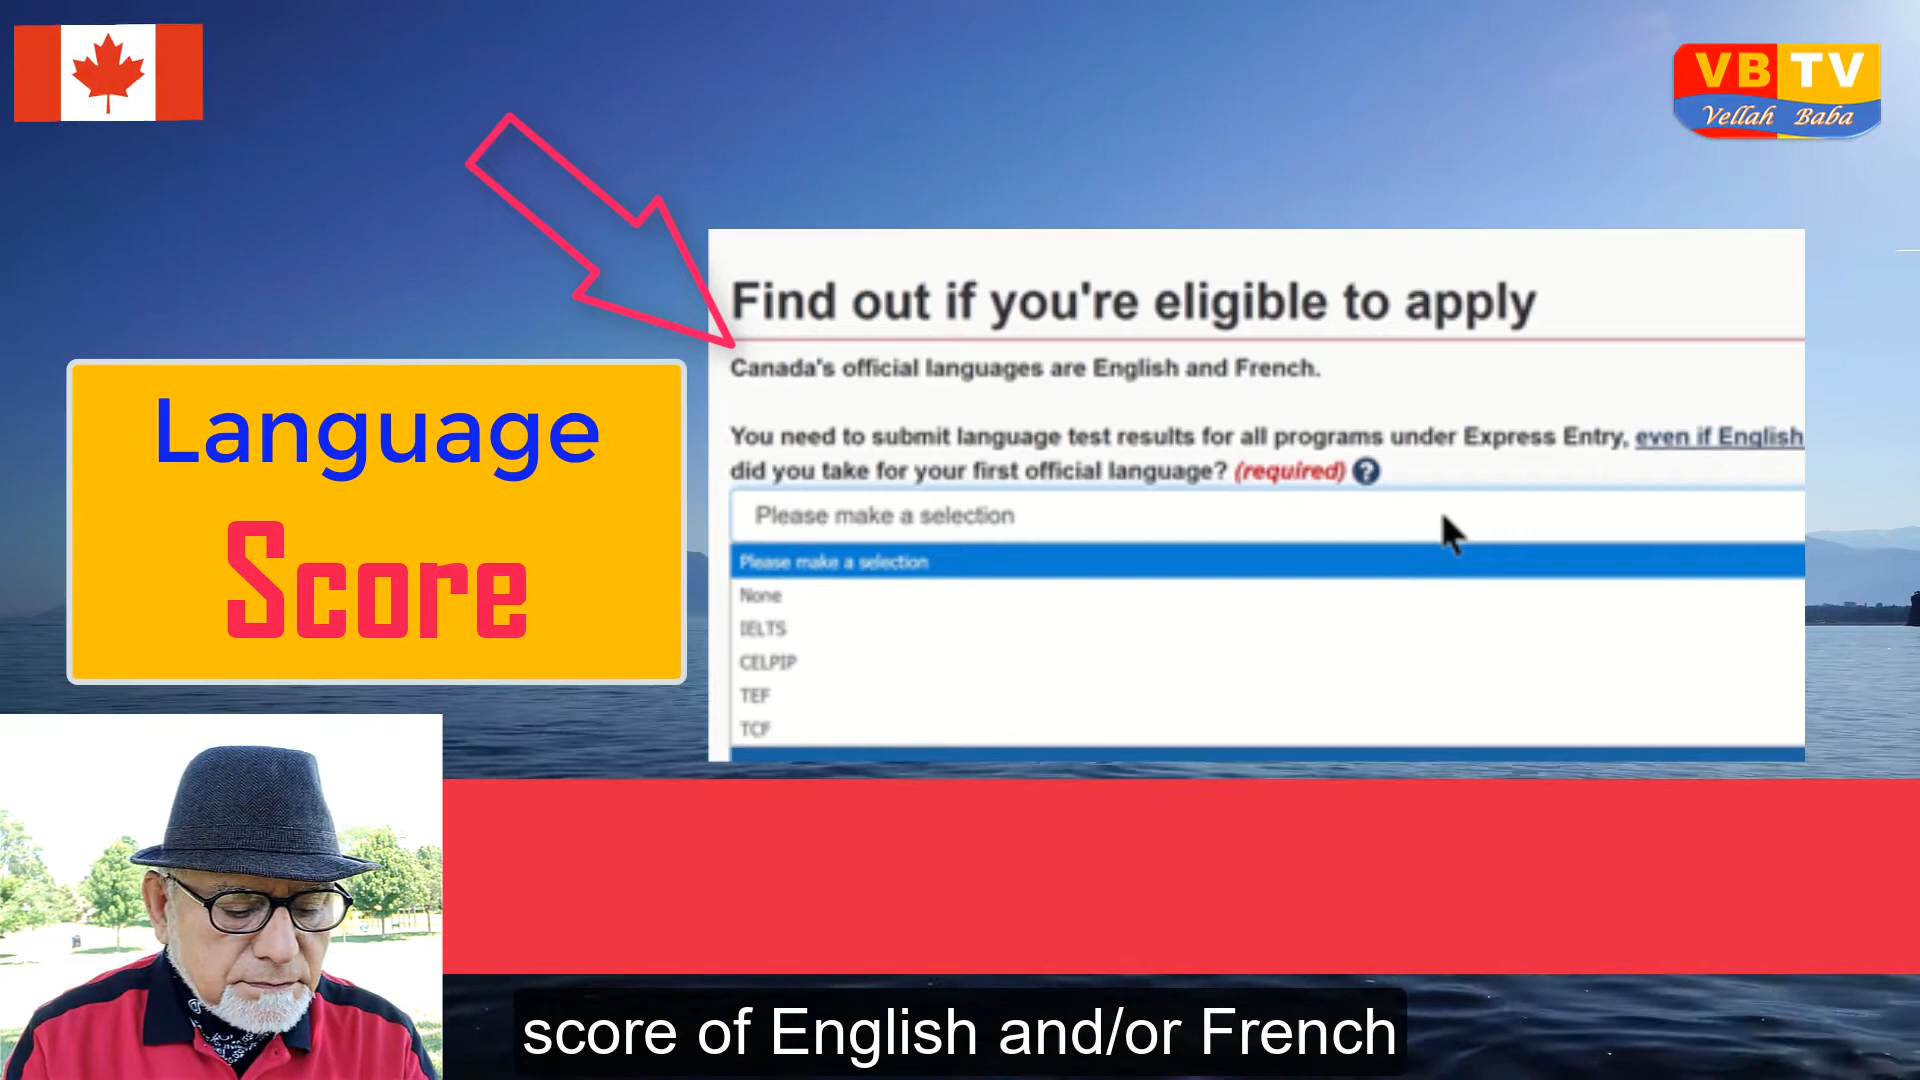 VBTV
Vellah Baba
Find out if you're eligible to apply
Canada's official languages are English and French.
You need to submit language test results for all programs under Express Entry, even if English
did you take for your first official language? (required) ?
Please make a selection
Please make a selection
None
IELTS
CELPIP
TEF
TCF
Language
Score
score of English and/or French